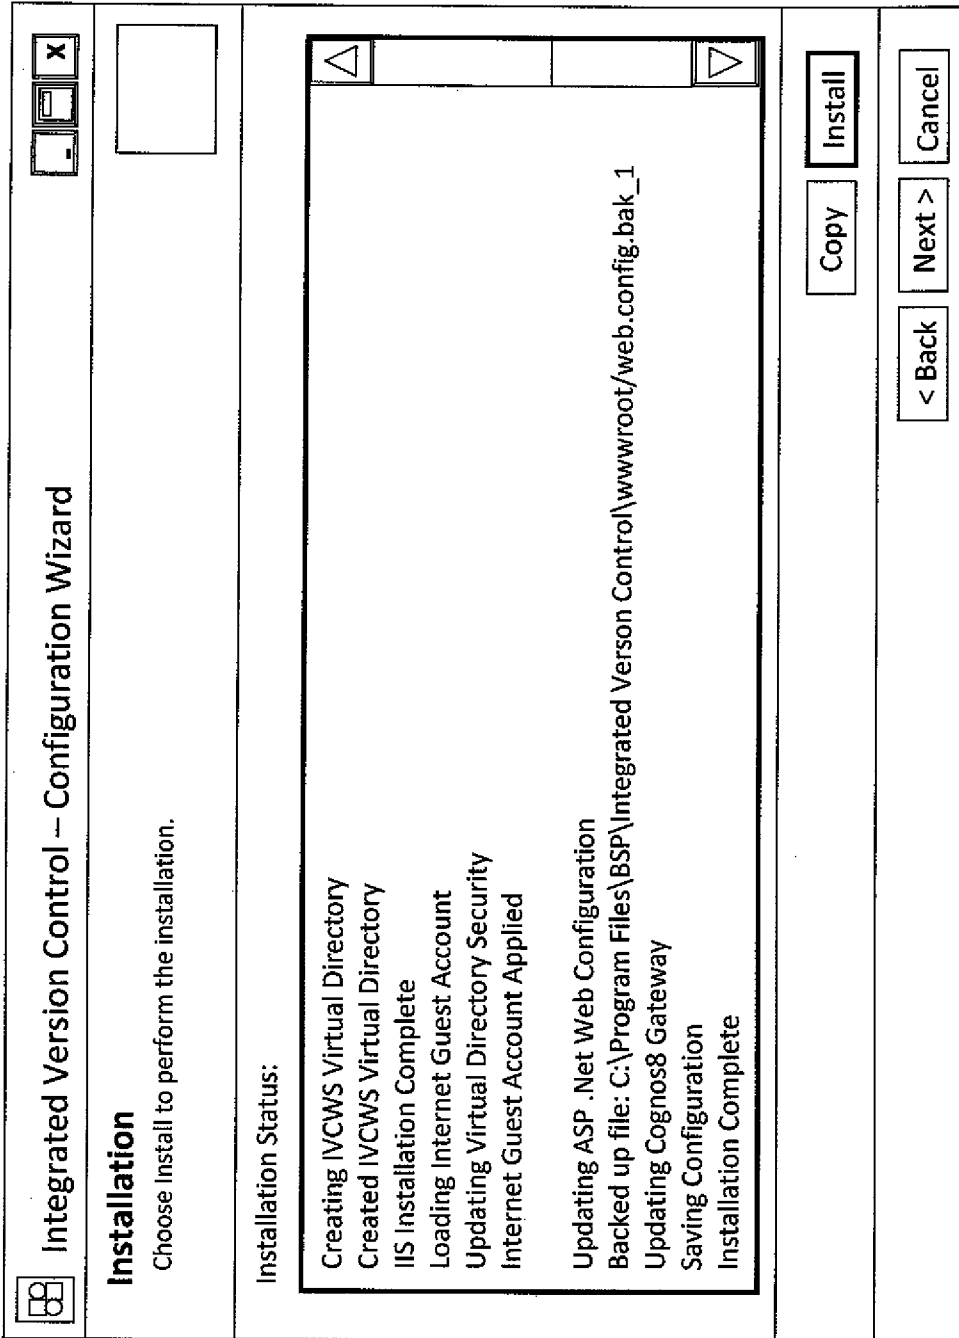 Integrated Version Control – Configuration Wizard
X
Installation
Choose Install to perform the installation.
Installation Status:
Creating IVCWS Virtual Directory
Created IVCWS Virtual Directory
IIS Installation Complete
Loading Internet Guest Account
Updating Virtual Directory Security
Internet Guest Account Applied
Updating ASP .Net Web Configuration
Backed up file: C:\Program Files\BSP\Integrated Verson Control\wwwroot/web.config.bak_1
Updating Cognos8 Gateway
Saving Configuration
Installation Complete
Copy Install
< Back Next > Cancel